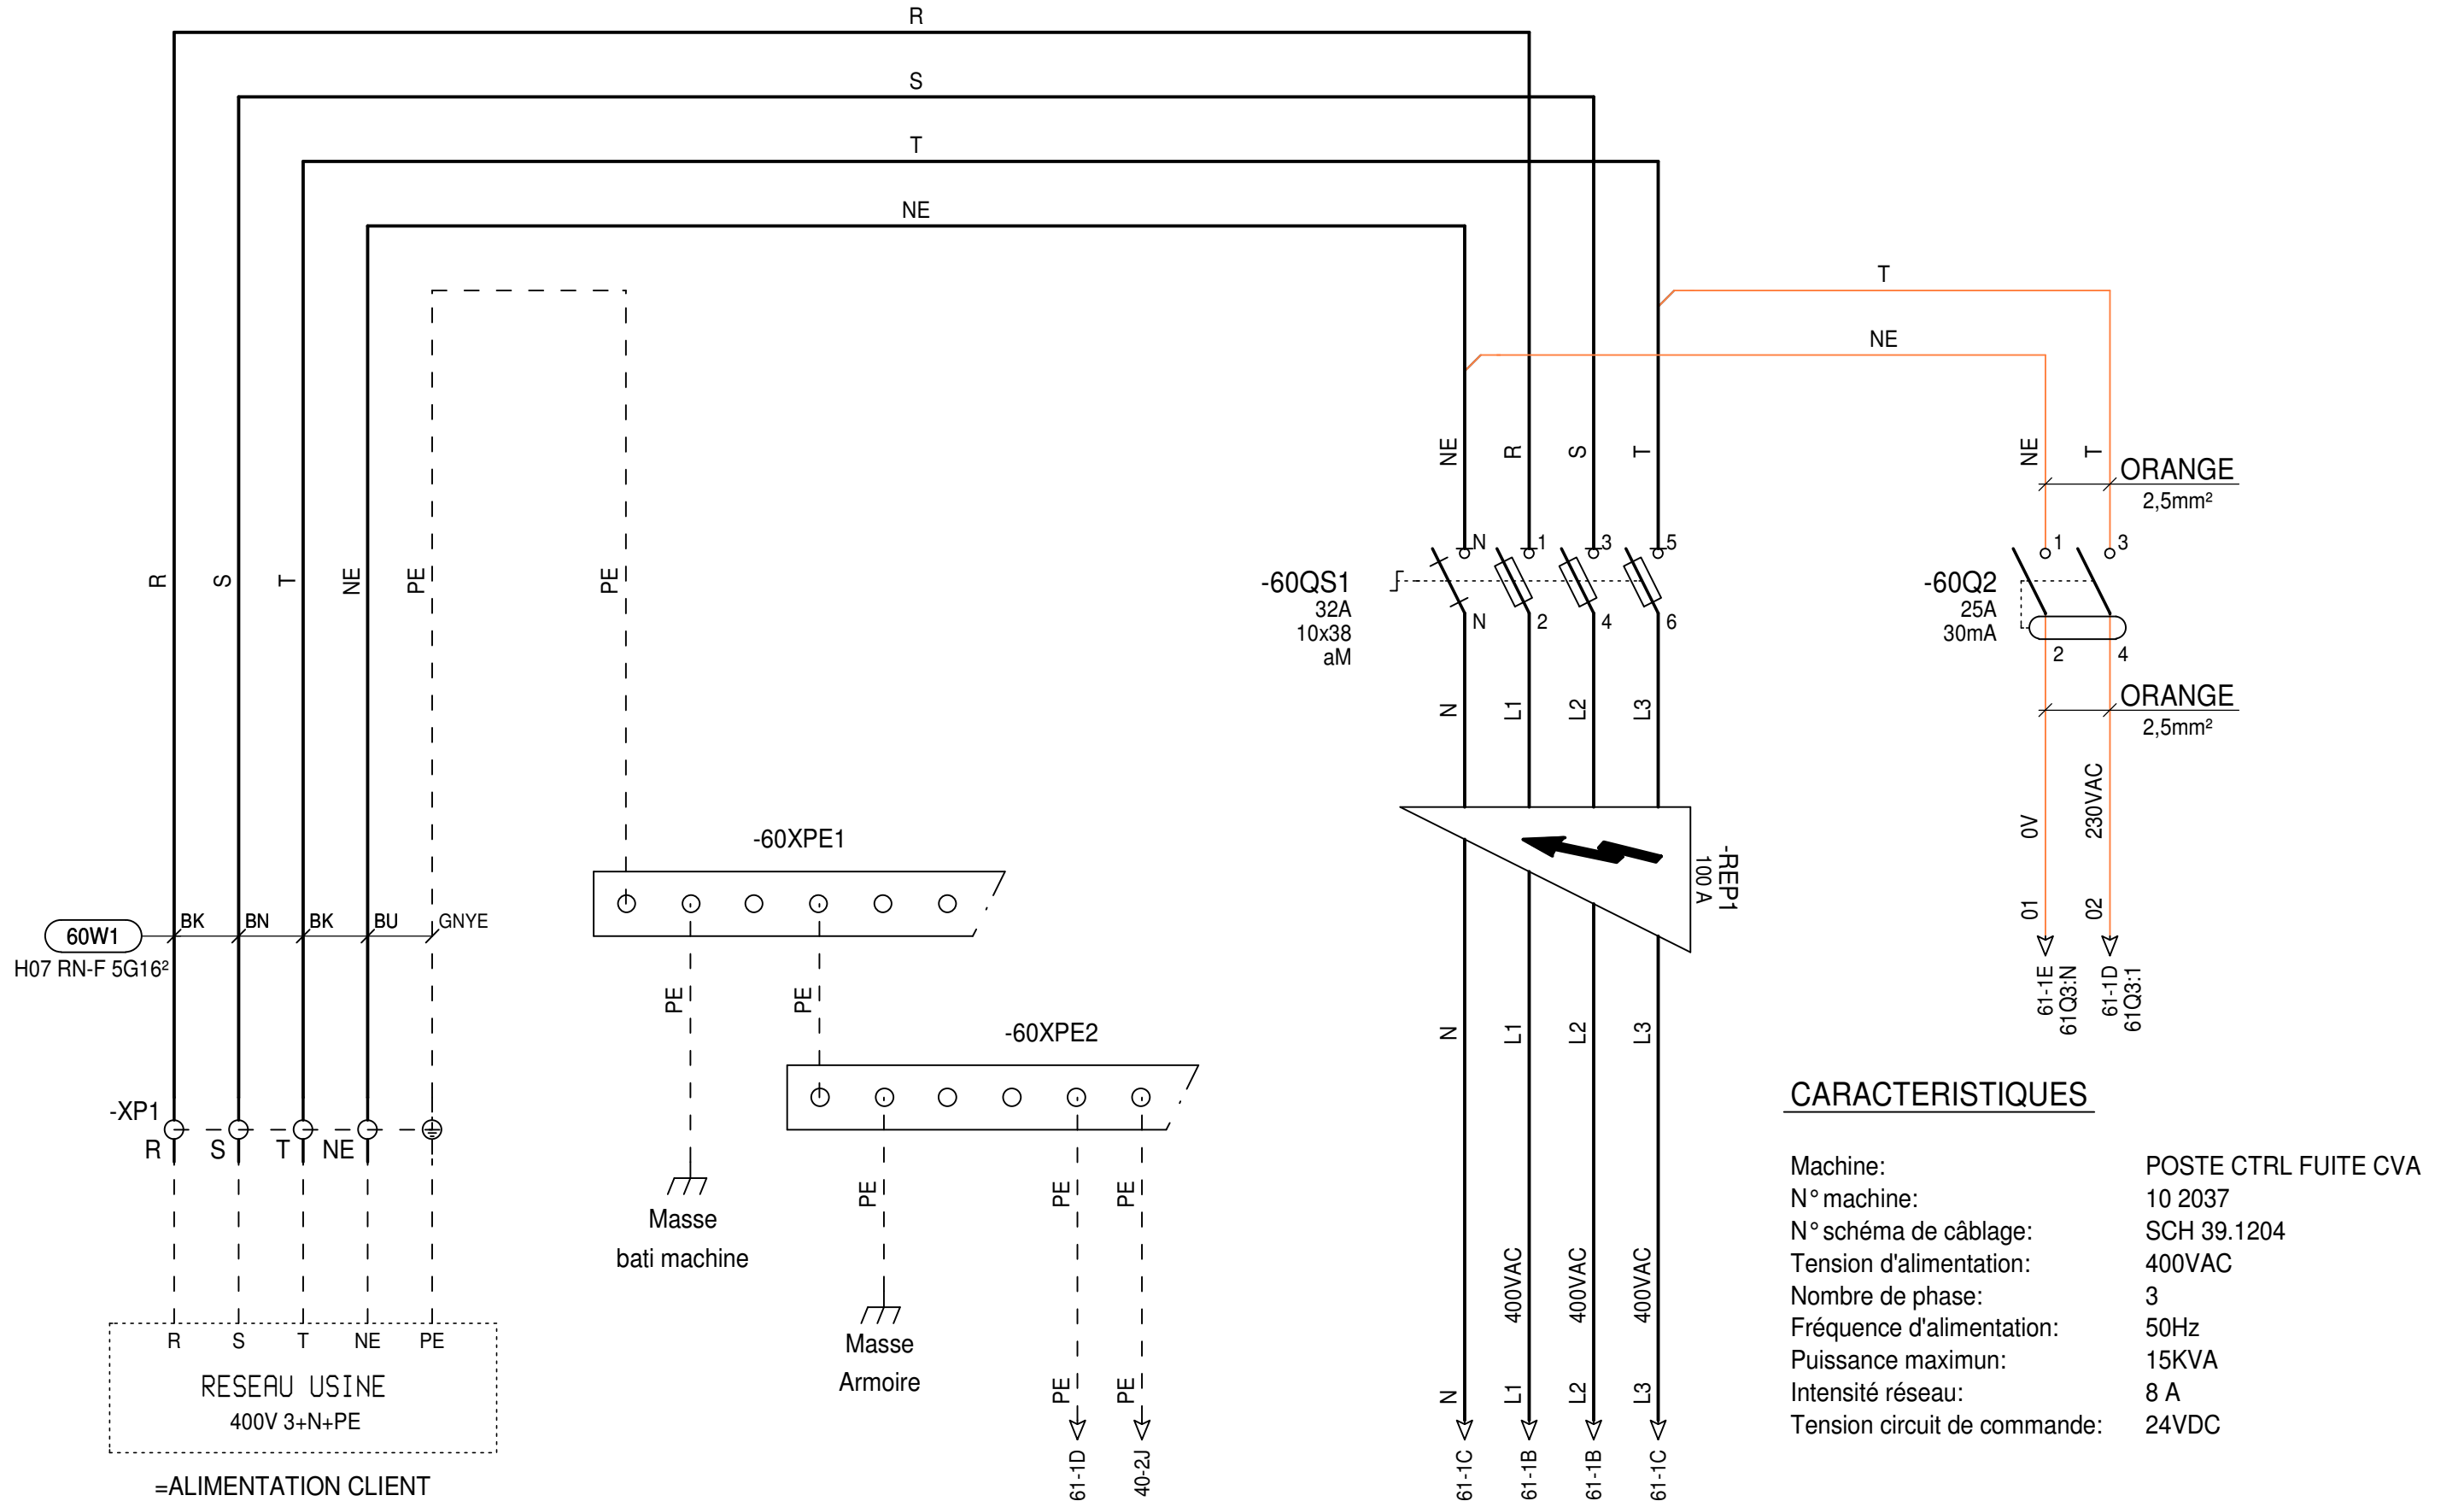 R
S
T
NE
T
NE
NE
R
S
T
NE
T
ORANGE
2,5mm²
N
1
3
5
1
3
R
S
T
NE
PE
PE
-60QS1
32A
10x38
aM
N
2
4
6
-60Q2
25A
30mA
2
4
ORANGE
2,5mm²
N
L1
L2
L3
0V
230VAC
-60XPE1
-REP1
100 A
60W1
BK
BN
BK
BU
GNYE
H07 RN-F 5G16²
01
02
61-1E
61Q3:N
61-1D
61Q3:1
PE
PE
-60XPE2
N
L1
L2
L3
-XP1
R
S
T
NE
PE
PE
PE
Masse
bati machine
CARACTERISTIQUES
Machine: POSTE CTRL FUITE CVA
N° machine: 10 2037
N° schéma de câblage: SCH 39.1204
Tension d'alimentation: 400VAC
Nombre de phase: 3
Fréquence d'alimentation: 50Hz
Puissance maximun: 15KVA
Intensité réseau: 8 A
Tension circuit de commande: 24VDC
400VAC
400VAC
400VAC
R
S
T
NE
PE
RESEAU USINE
400V 3+N+PE
Masse
Armoire
PE
PE
N
L1
L2
L3
61-1D
40-2J
61-1C
61-1B
61-1B
61-1C
=ALIMENTATION CLIENT